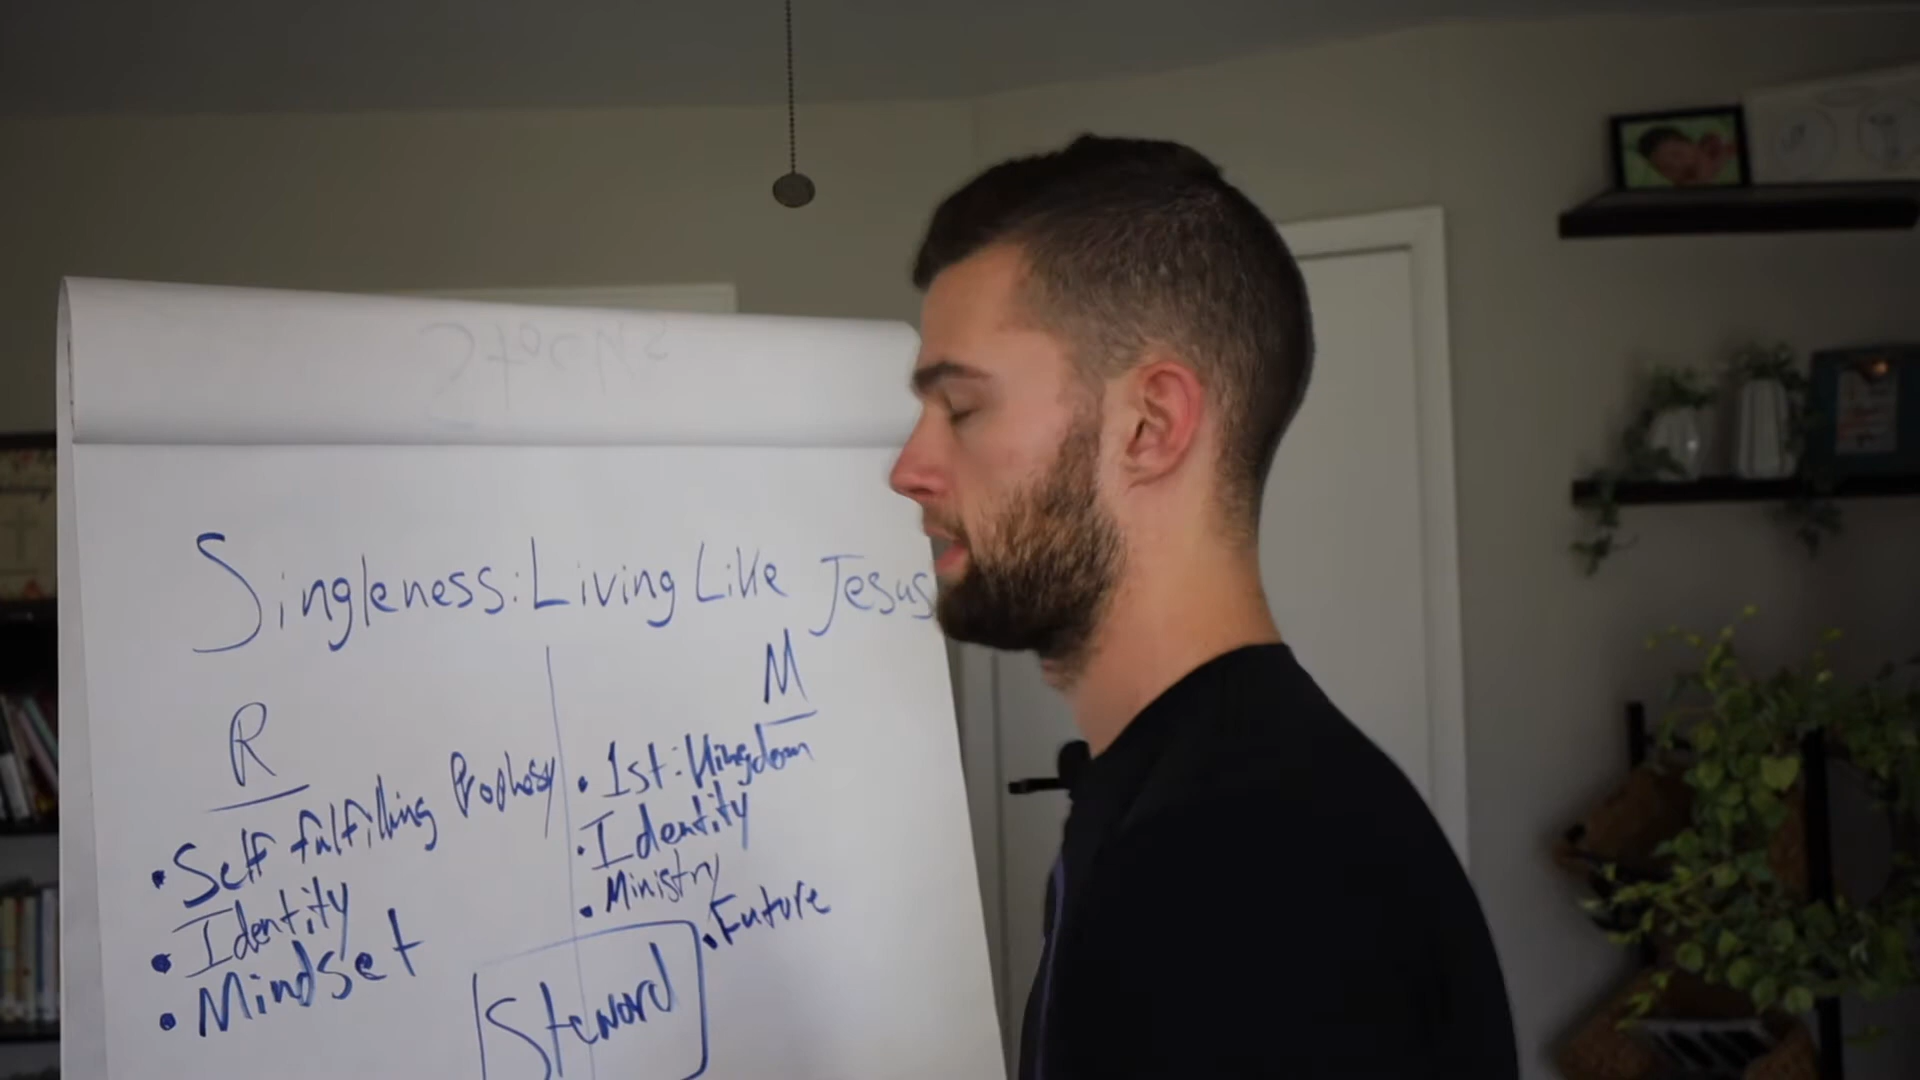 Singleness: Living Like Jesus
R
• Self fulfilling Prophesy
• Identity
• Mindset
M
• 1st: Kingdom
• Identity
• Ministry
• Future
Steward